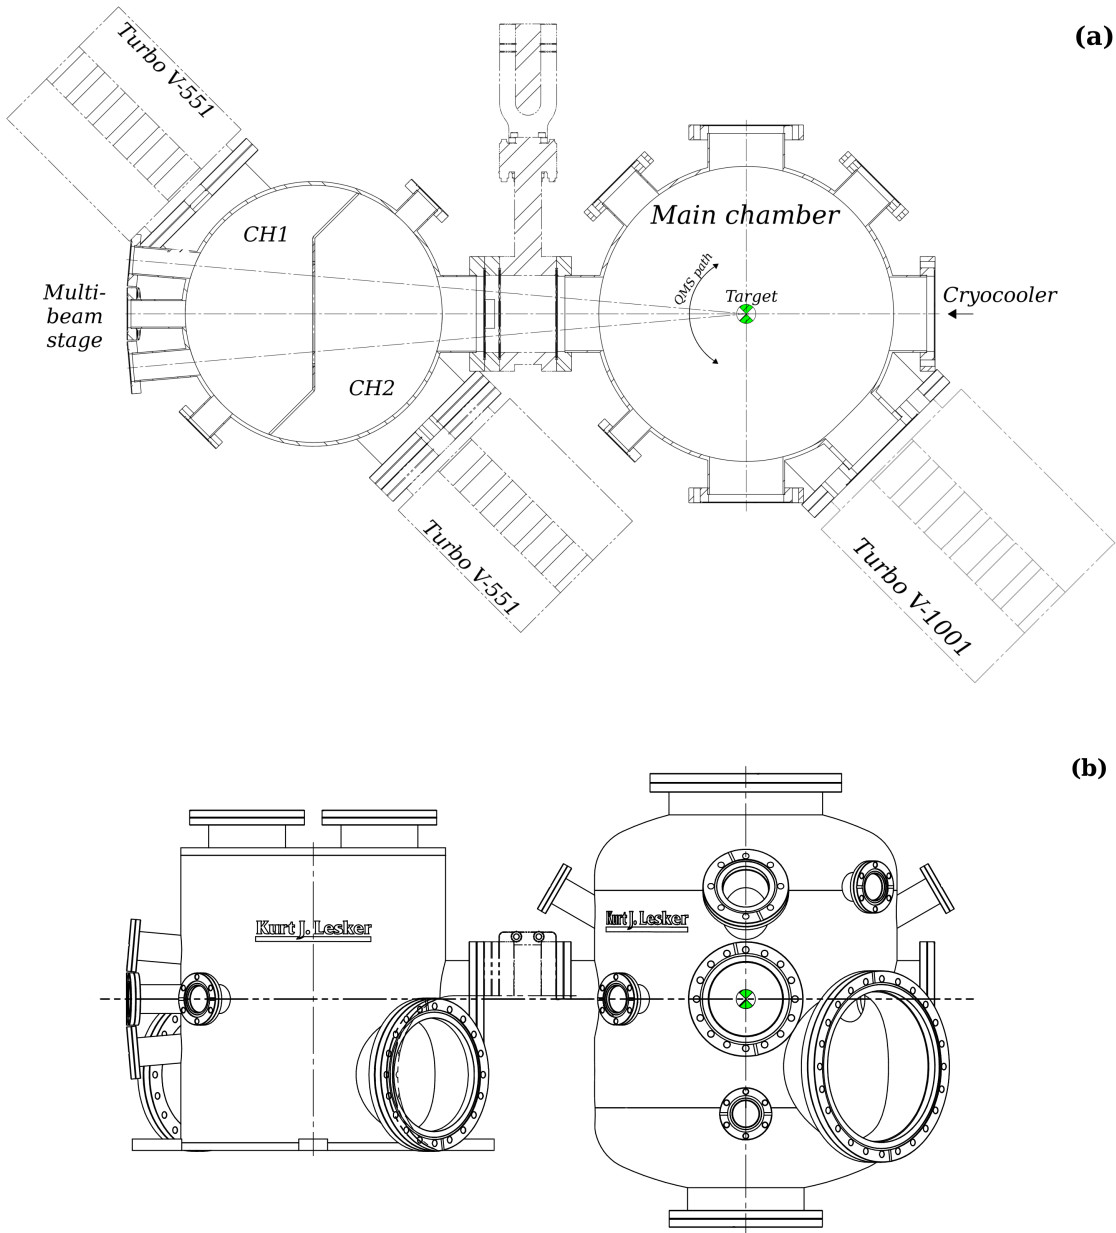 (a)
Turbo V-551
CH1
Main chamber
QMS path
Target
Cryocooler
Multi-
beam
stage
CH2
Turbo V-551
Turbo V-1001
(b)
Kurt J. Lesker
Kurt J. Lesker